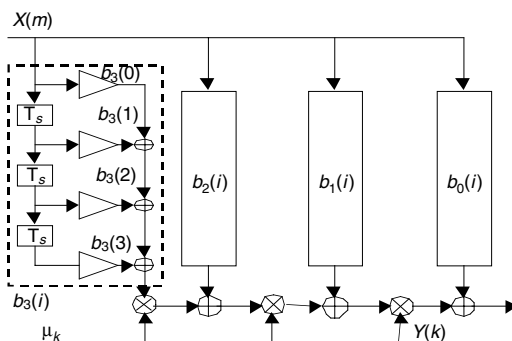 X(m)
b₃(0)
Tₛ
b₃(1)
Tₛ
b₃(2)
Tₛ
b₃(3)
b₂(i)
b₁(i)
b₀(i)
b₃(i)
μₖ
Y(k)